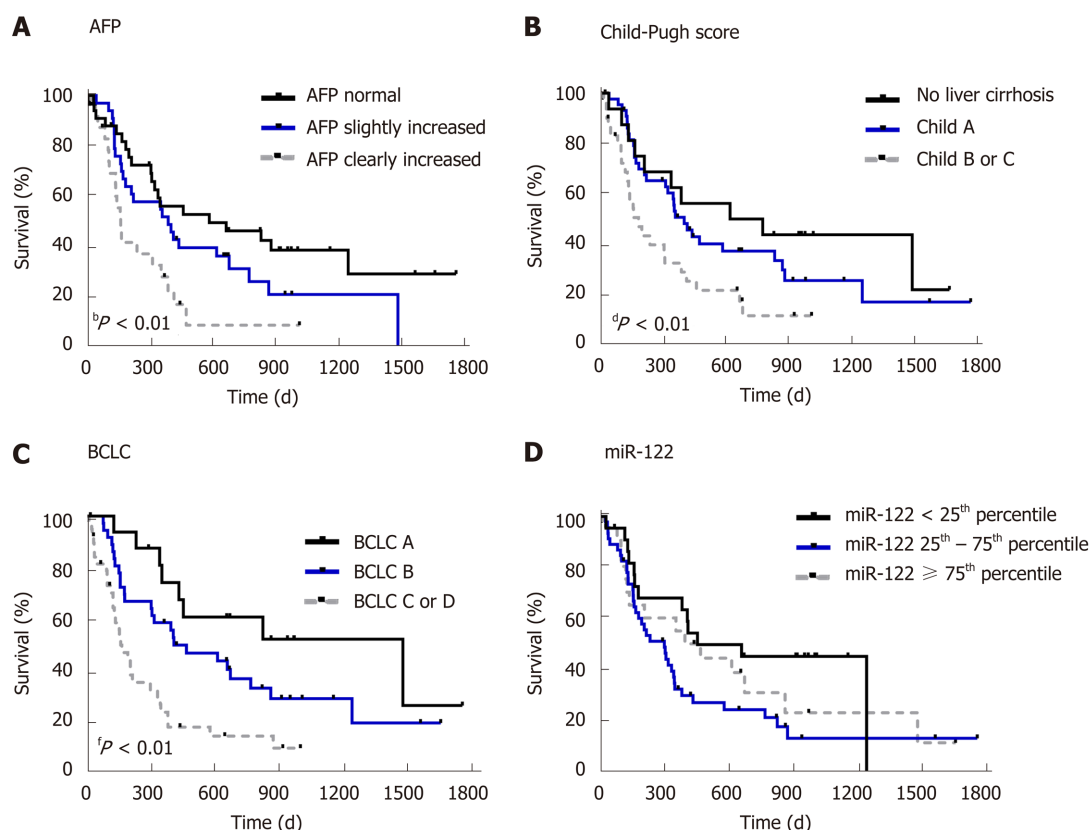 A AFP
Survival (%)
100
80
60
40
20
0
AFP normal
AFP slightly increased
AFP clearly increased
ᵇP < 0.01
0 300 600 900 1200 1500 1800
Time (d)
B Child-Pugh score
Survival (%)
100
80
60
40
20
0
No liver cirrhosis
Child A
Child B or C
ᵈP < 0.01
0 300 600 900 1200 1500 1800
Time (d)
C BCLC
Survival (%)
100
80
60
40
20
0
BCLC A
BCLC B
BCLC C or D
ᶠP < 0.01
0 300 600 900 1200 1500 1800
Time (d)
D miR-122
Survival (%)
100
80
60
40
20
0
miR-122 < 25th percentile
miR-122 25th – 75th percentile
miR-122 ⩾ 75th percentile
0 300 600 900 1200 1500 1800
Time (d)